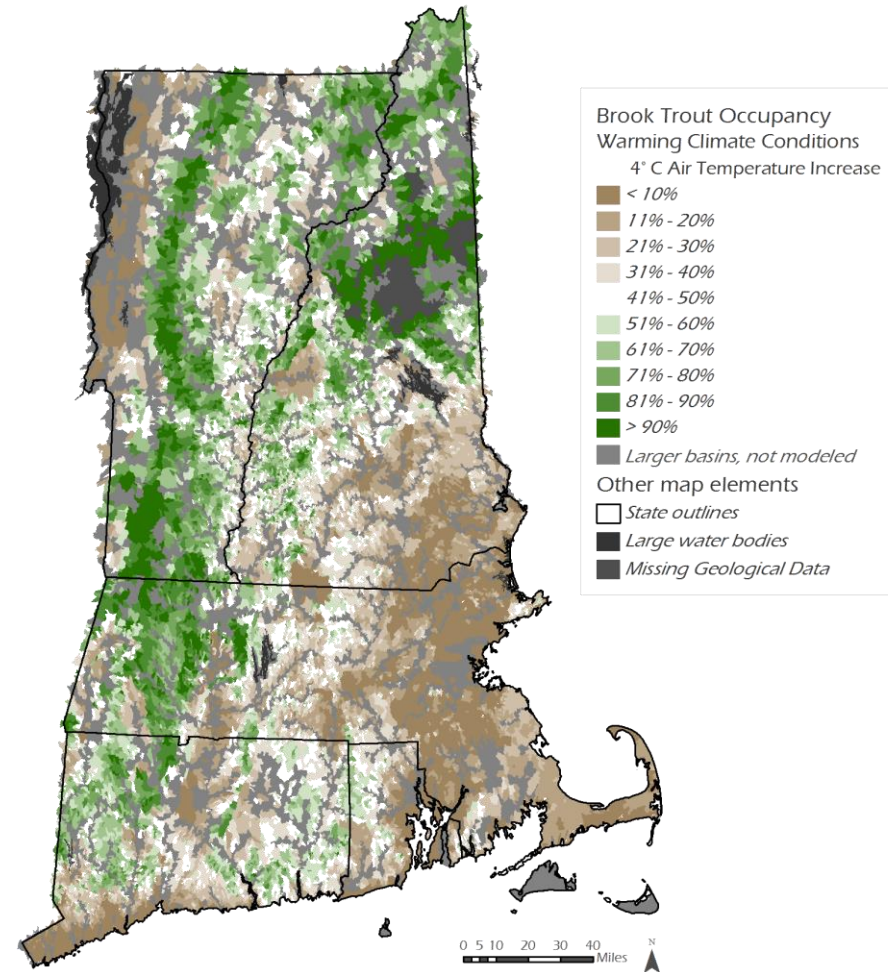 Brook Trout Occupancy
Warming Climate Conditions
4° C Air Temperature Increase
< 10%
11% - 20%
21% - 30%
31% - 40%
41% - 50%
51% - 60%
61% - 70%
71% - 80%
81% - 90%
> 90%
Larger basins, not modeled
Other map elements
State outlines
Large water bodies
Missing Geological Data
0 5 10 20 30 40
Miles
N